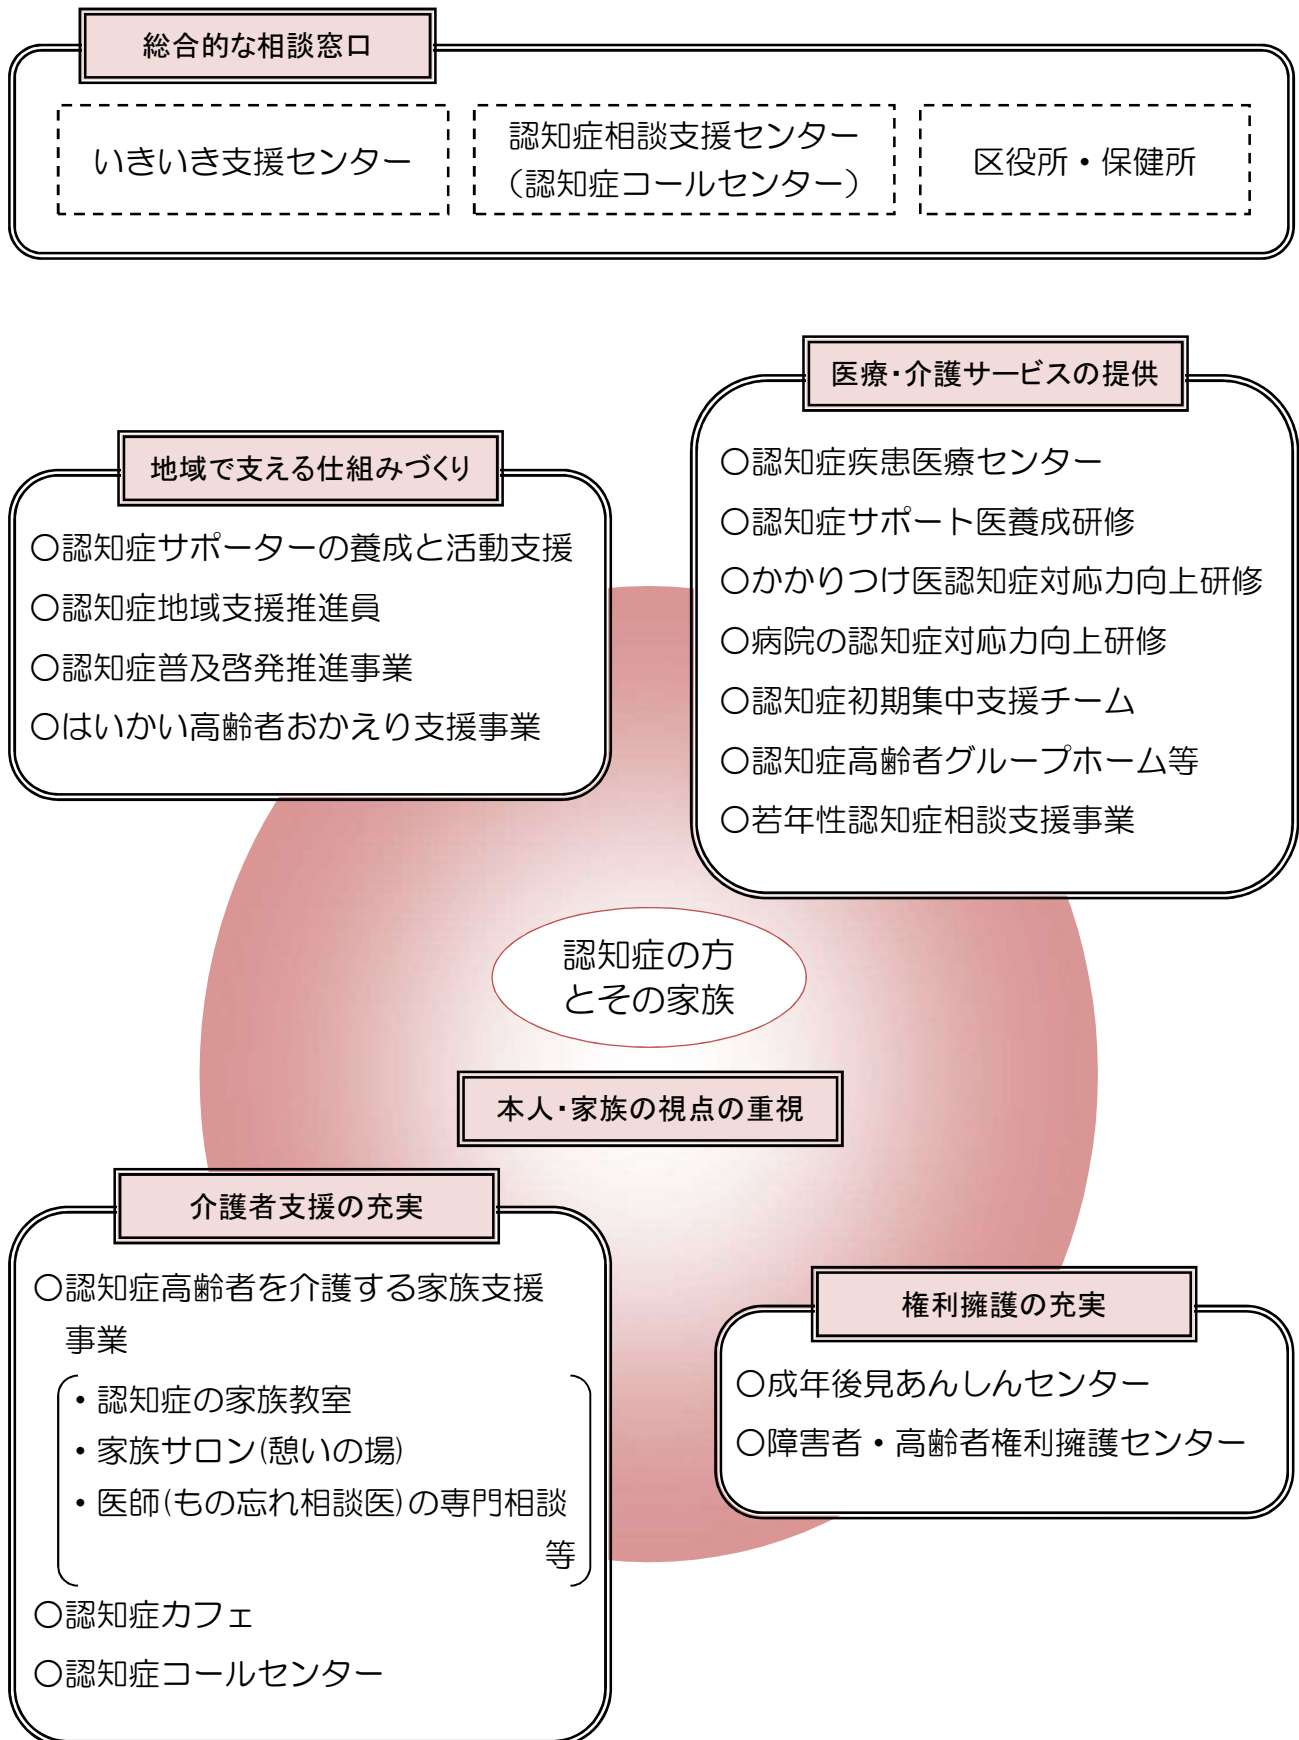 総合的な相談窓口
いきいき支援センター
認知症相談支援センター
（認知症コールセンター）
区役所・保健所
医療・介護サービスの提供
〇認知症疾患医療センター
〇認知症サポート医養成研修
〇かかりつけ医認知症対応力向上研修
〇病院の認知症対応力向上研修
〇認知症初期集中支援チーム
〇認知症高齢者グループホーム等
〇若年性認知症相談支援事業
地域で支える仕組みづくり
〇認知症サポーターの養成と活動支援
〇認知症地域支援推進員
〇認知症普及啓発推進事業
〇はいかい高齢者おかえり支援事業
認知症の方
とその家族
本人・家族の視点の重視
介護者支援の充実
〇認知症高齢者を介護する家族支援
事業
・認知症の家族教室
・家族サロン(憩いの場)
・医師(もの忘れ相談医)の専門相談
等
〇認知症カフェ
〇認知症コールセンター
権利擁護の充実
〇成年後見あんしんセンター
〇障害者・高齢者権利擁護センター